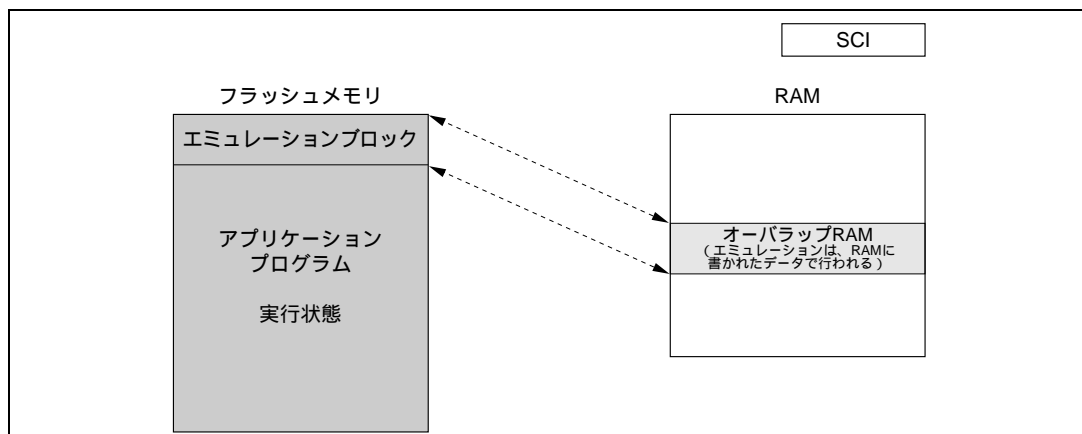 SCI
フラッシュメモリ
RAM
エミュレーションブロック
アプリケーション
プログラム
実行状態
オーバラップRAM
（エミュレーションは、RAMに
書かれたデータで行われる）